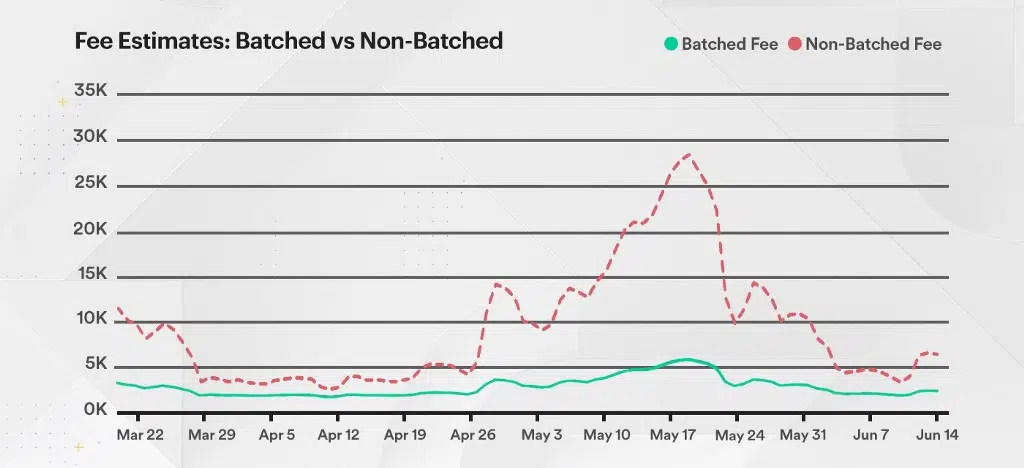 Fee Estimates: Batched vs Non-Batched
Batched Fee Non-Batched Fee
35K
30K
25K
20K
15K
10K
5K
0K
Mar 22 Mar 29 Apr 5 Apr 12 Apr 19 Apr 26 May 3 May 10 May 17 May 24 May 31 Jun 7 Jun 14